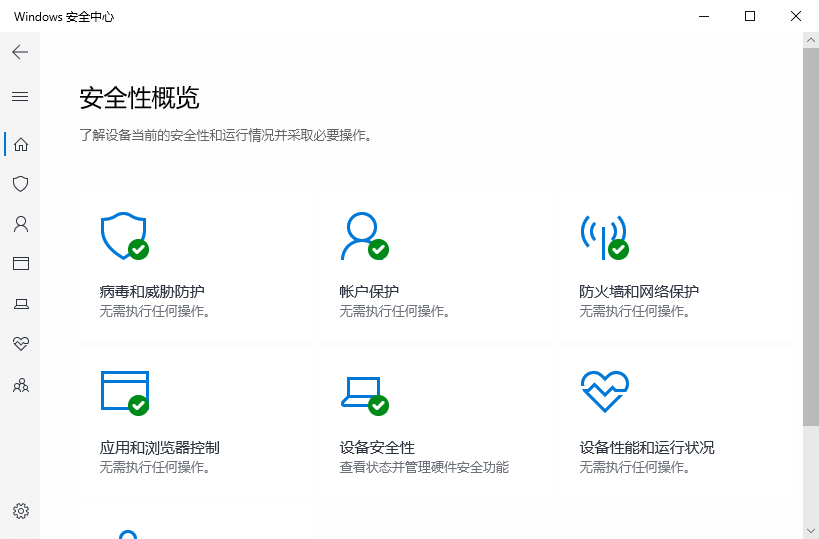 Windows 安全中心
安全性概览
了解设备当前的安全性和运行情况并采取必要操作。
病毒和威胁防护
无需执行任何操作。
帐户保护
无需执行任何操作。
防火墙和网络保护
无需执行任何操作。
应用和浏览器控制
无需执行任何操作。
设备安全性
查看状态并管理硬件安全功能
设备性能和运行状况
无需执行任何操作。